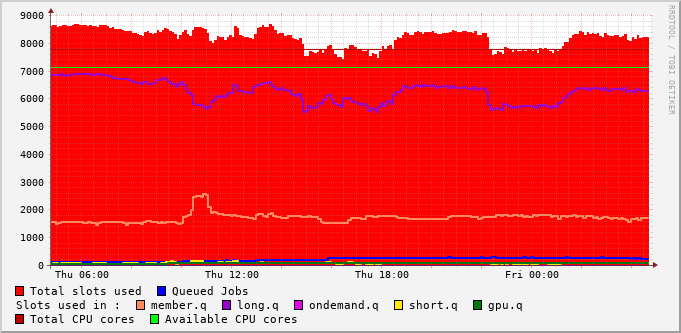 9000
8000
7000
6000
5000
4000
3000
2000
1000
0
Thu 06:00 Thu 12:00 Thu 18:00 Fri 00:00
RRDTOOL / TOBI OETIKER
Total slots used Queued Jobs
Slots used in : member.q long.q ondemand.q short.q gpu.q
Total CPU cores Available CPU cores